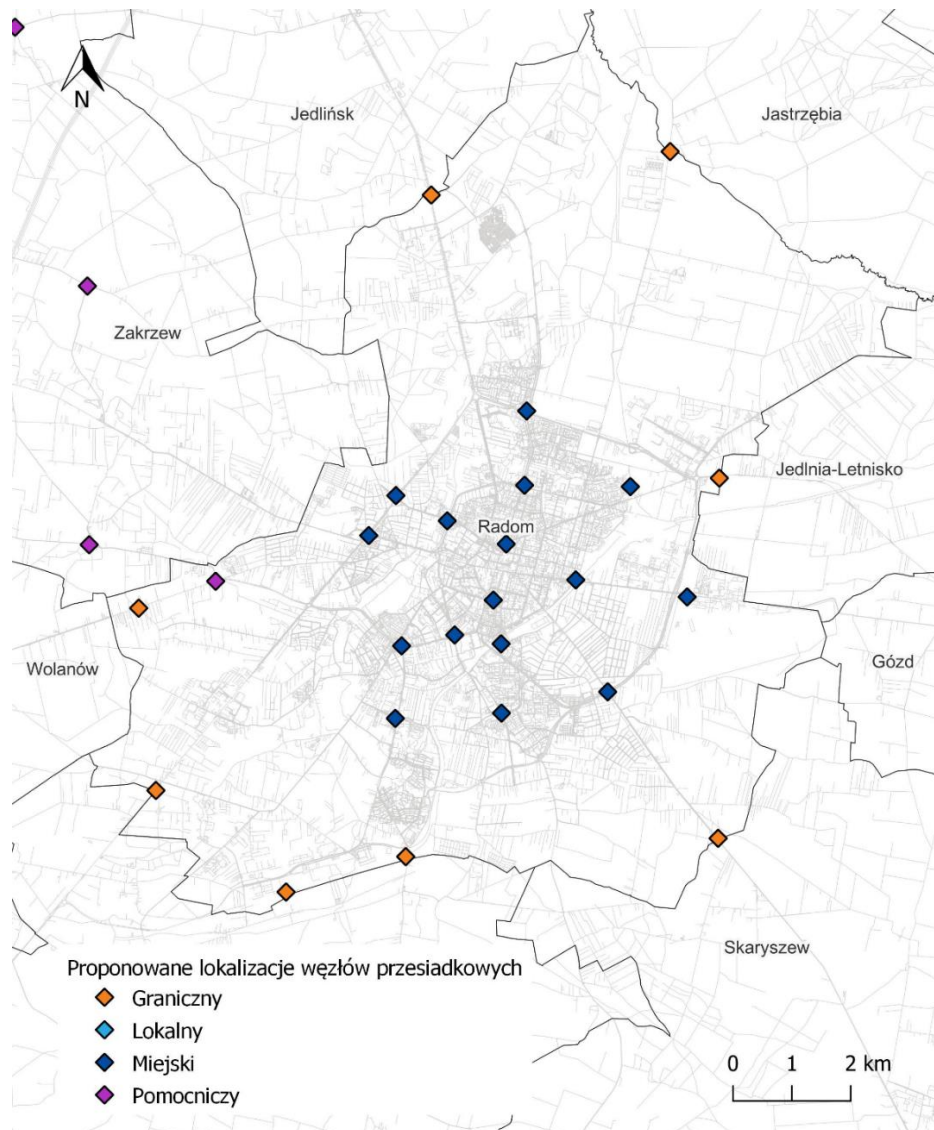 N
Jedlińsk
Jastrzębia
Zakrzew
Jedlnia-Letnisko
Radom
Wolanów
Gózd
Skaryszew
Proponowane lokalizacje węzłów przesiadkowych
Graniczny
Lokalny
Miejski
Pomocniczy
0 1 2 km